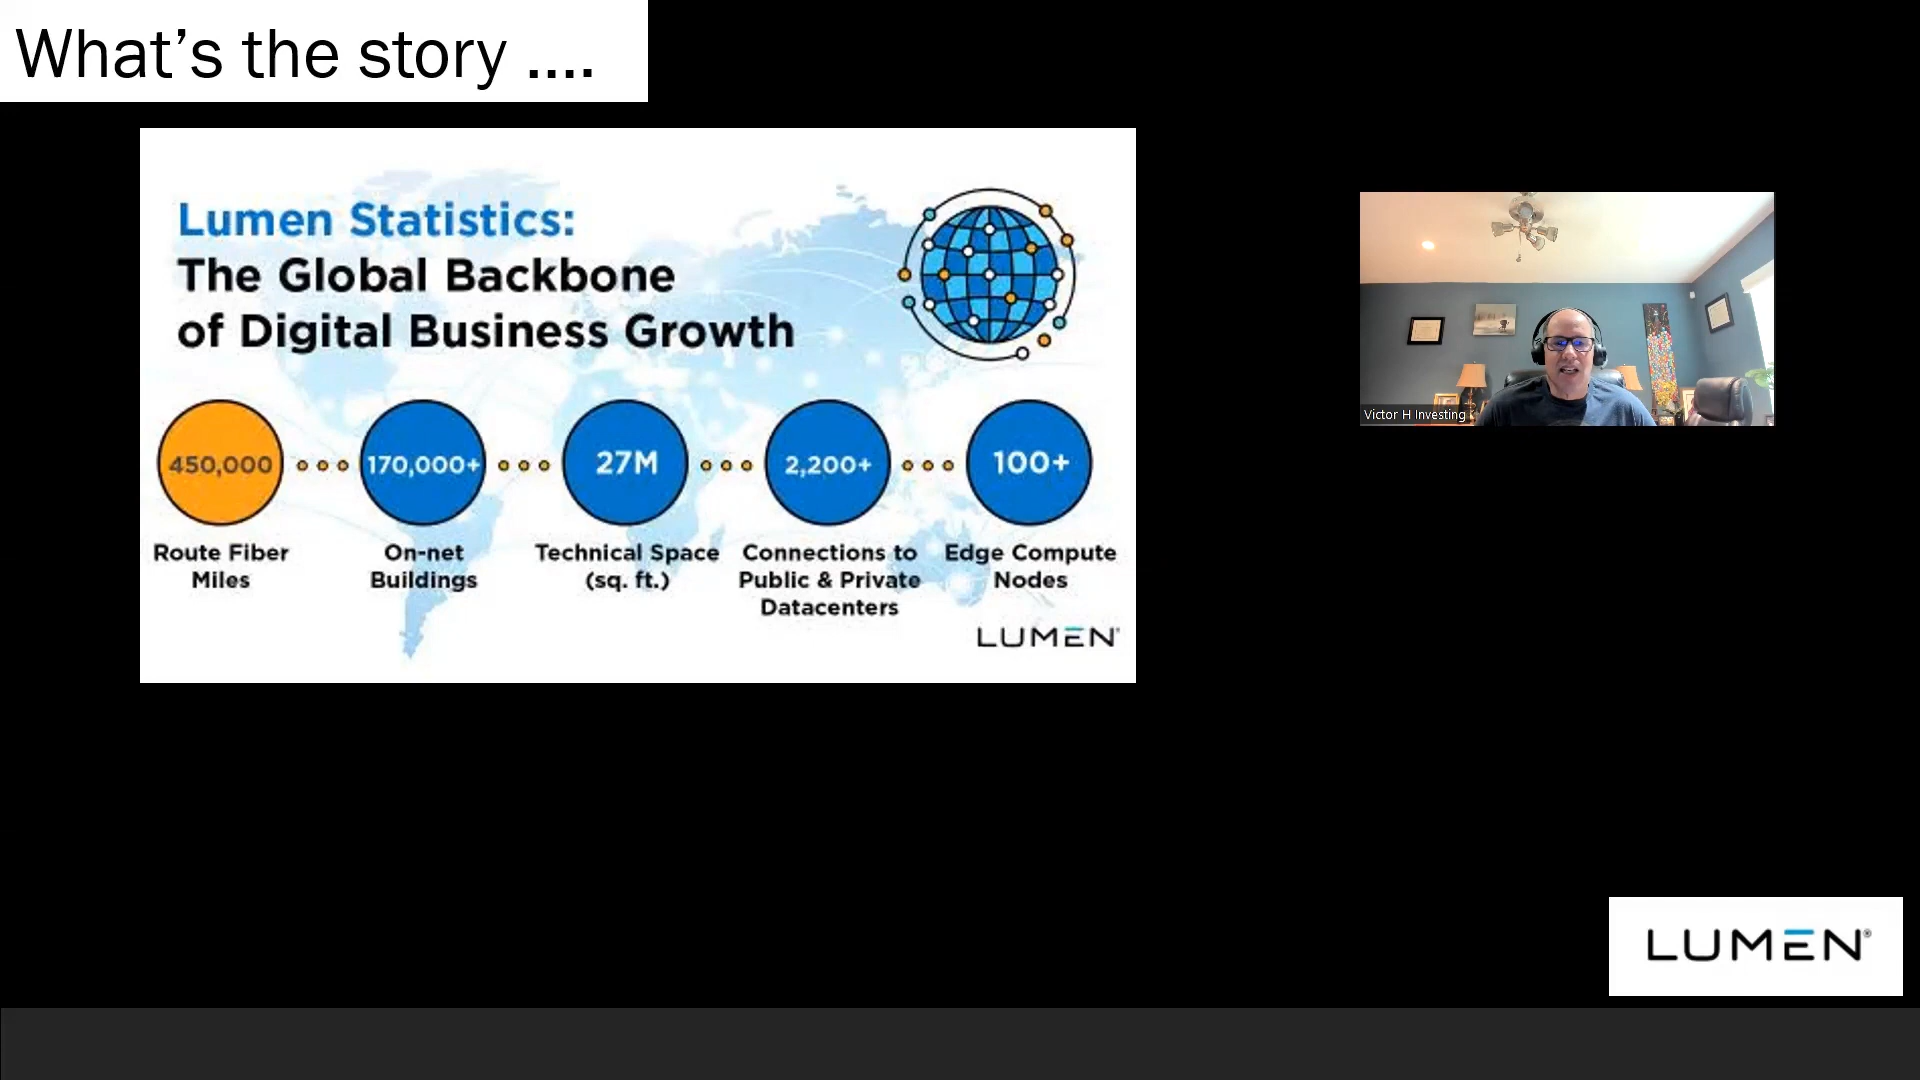 What’s the story ....
Lumen Statistics:
The Global Backbone
of Digital Business Growth
450,000
170,000+
27M
2,200+
100+
Route Fiber
Miles
On-net
Buildings
Technical Space
(sq. ft.)
Connections to
Public & Private
Datacenters
Edge Compute
Nodes
LUMEN®
Victor H Investing
LUMEN®